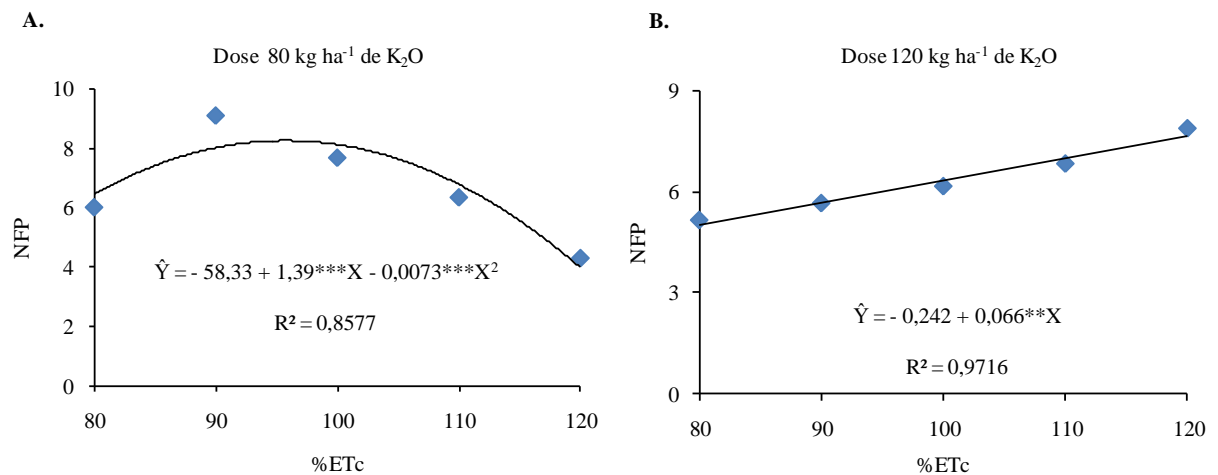 A.
Dose 80 kg ha⁻¹ de K₂O
10
8
6
4
2
0
NFP
Ŷ = - 58,33 + 1,39***X - 0,0073***X²
R² = 0,8577
80 90 100 110 120
%ETc
B.
Dose 120 kg ha⁻¹ de K₂O
9
6
3
0
NFP
Ŷ = - 0,242 + 0,066**X
R² = 0,9716
80 90 100 110 120
%ETc